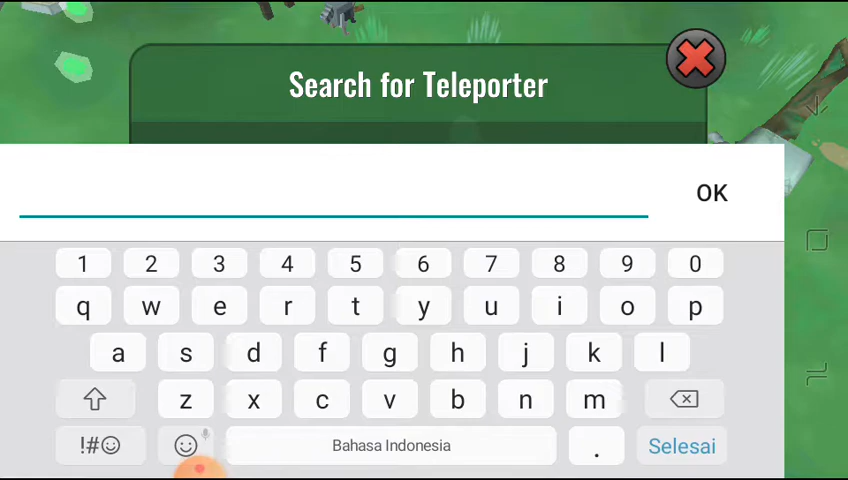 Search for Teleporter
OK
1 2 3 4 5 6 7 8 9 0
q w e r t y u i o p
a s d f g h j k l
z x c v b n m
!#☺ Bahasa Indonesia . Selesai